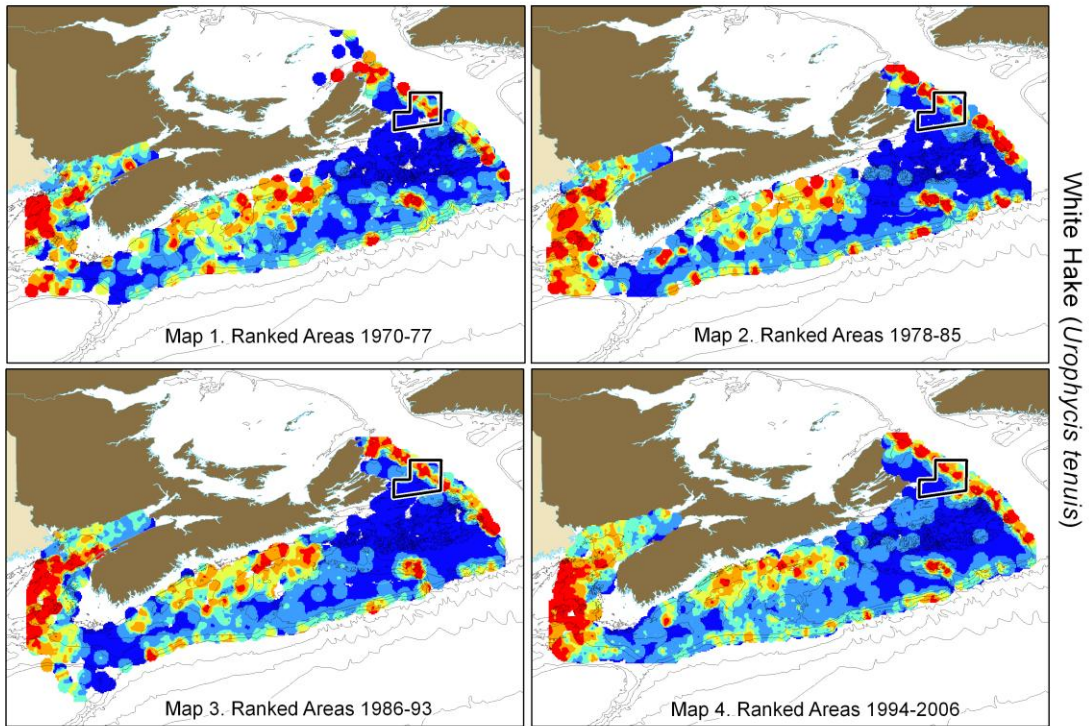 Map 1. Ranked Areas 1970-77
Map 2. Ranked Areas 1978-85
Map 3. Ranked Areas 1986-93
Map 4. Ranked Areas 1994-2006
White Hake (Urophycis tenuis)